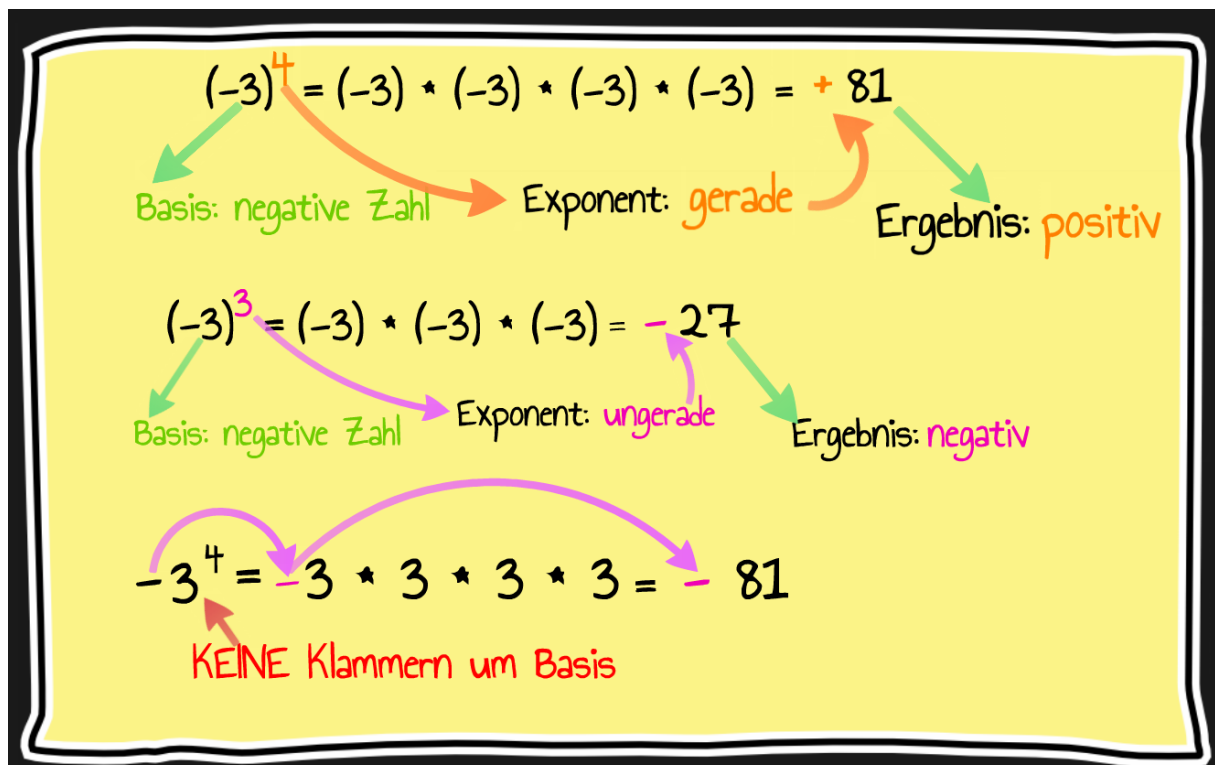 (-3)⁴ = (-3) * (-3) * (-3) * (-3) = + 81
Basis: negative Zahl Exponent: gerade Ergebnis: positiv
(-3)³ = (-3) * (-3) * (-3) = - 27
Basis: negative Zahl Exponent: ungerade Ergebnis: negativ
-3⁴ = -3 * 3 * 3 * 3 = - 81
KEINE Klammern um Basis